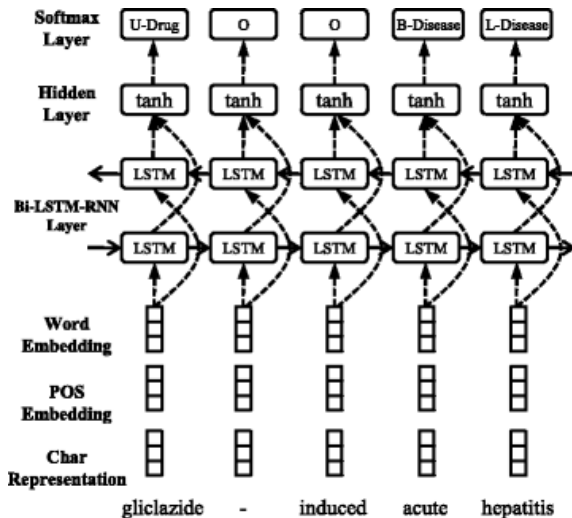 Softmax
Layer
U-Drug O O B-Disease L-Disease
Hidden
Layer
tanh tanh tanh tanh tanh
LSTM LSTM LSTM LSTM LSTM
Bi-LSTM-RNN
Layer
LSTM LSTM LSTM LSTM LSTM
Word
Embedding
POS
Embedding
Char
Representation
gliclazide - induced acute hepatitis